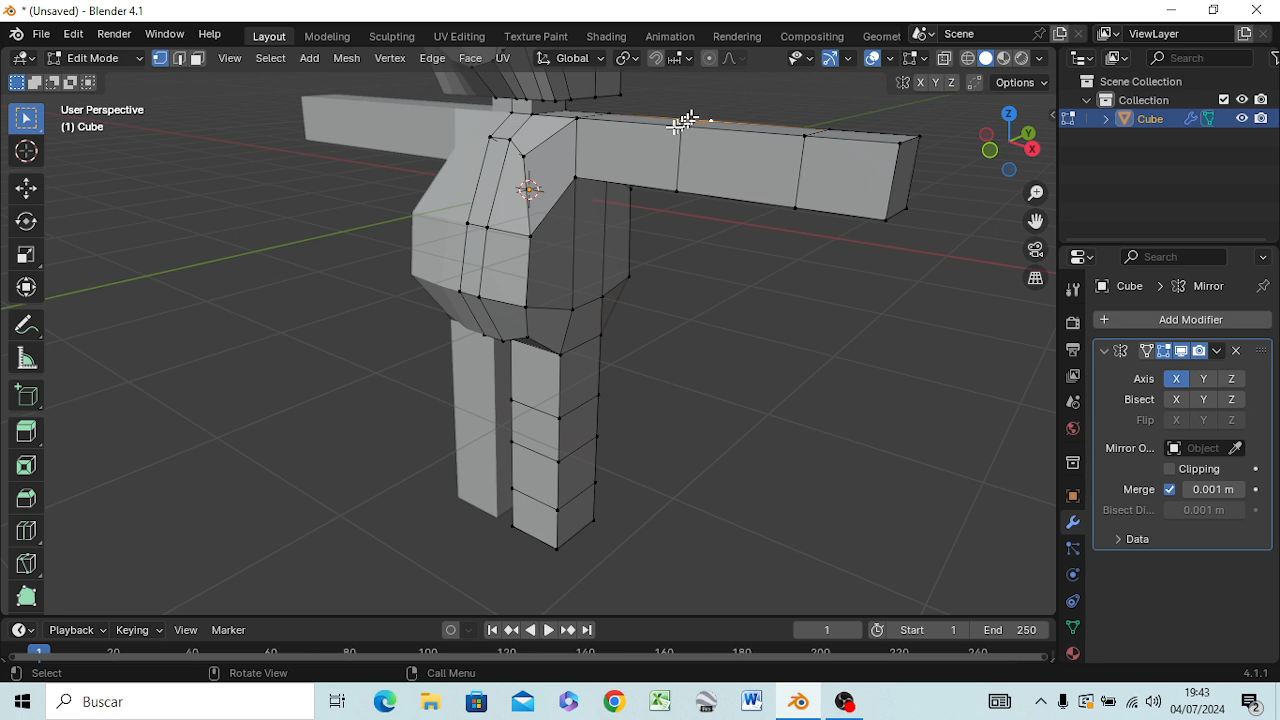 * (Unsaved) - Blender 4.1
File Edit Render Window Help
Layout Modeling Sculpting UV Editing Texture Paint Shading Animation Rendering Compositing Geomet
Scene
ViewLayer
Edit Mode View Select Add Mesh Vertex Edge Face UV Global
Search
X Y Z Options
User Perspective
(1) Cube
Scene Collection
Collection
Cube
Z
Y
X
Search
Cube Mirror
Add Modifier
Axis X Y Z
Bisect X Y Z
Flip X Y Z
Mirror O... Object
Clipping
Merge 0.001 m
Bisect Di... 0.001 m
Data
Playback Keying View Marker
1 Start 1 End 250
1 20 40 60 80 100 120 140 160 180 200 220 240
Select Rotate View Call Menu 4.1.1
Buscar
19:43
04/07/2024
2